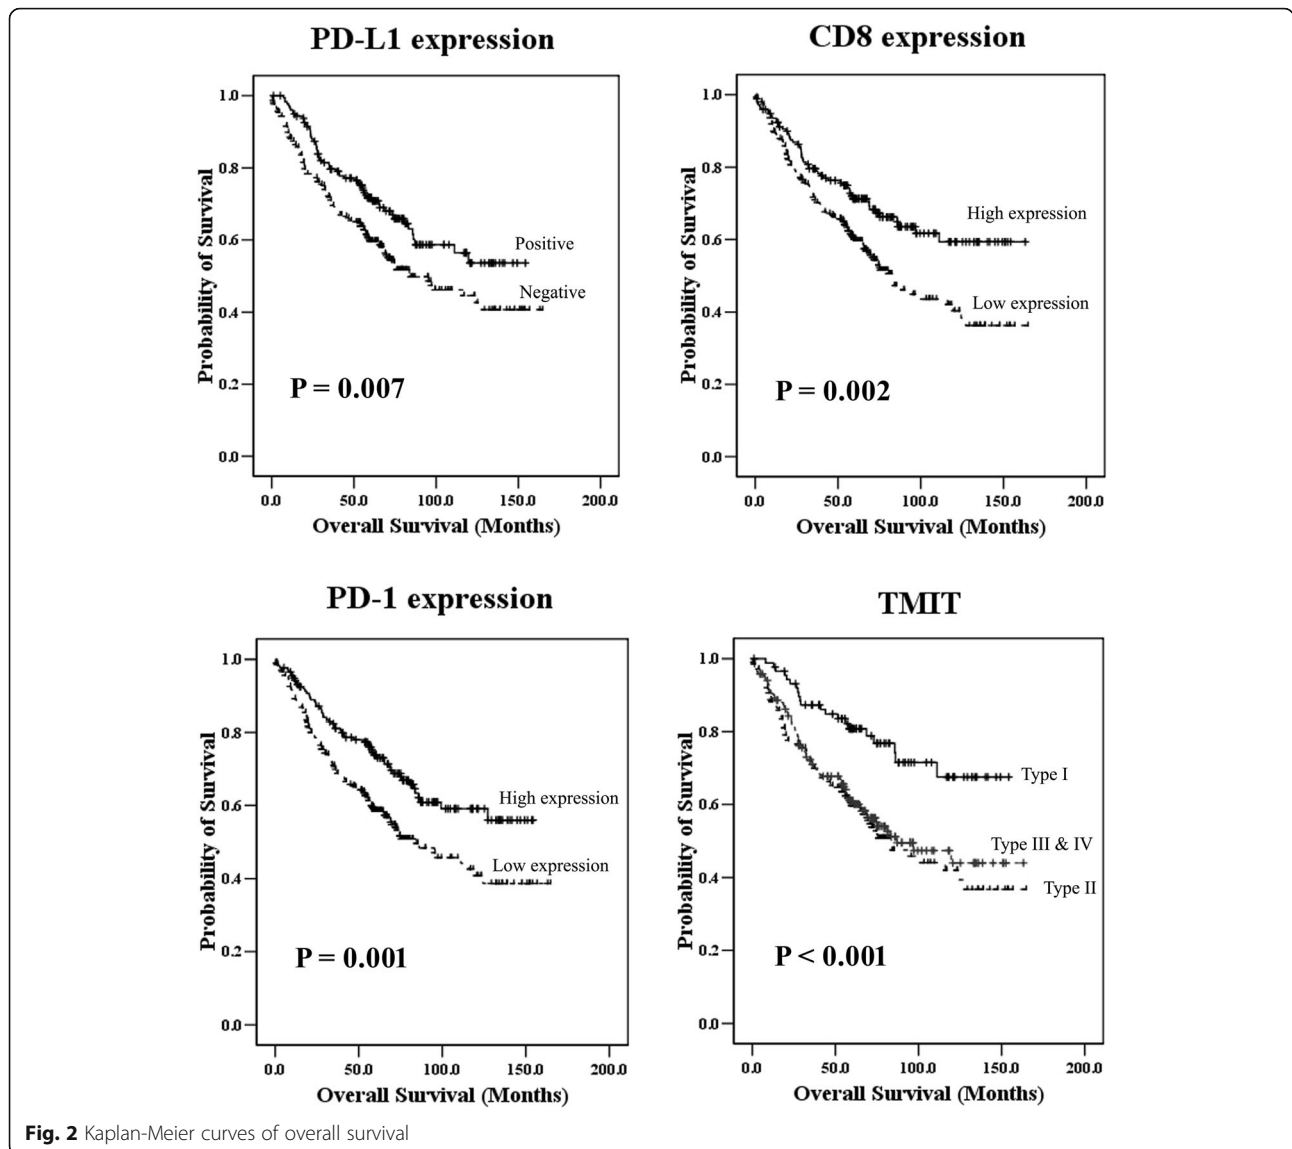 PD-L1 expression
1.0
0.8
0.6
0.4
0.2
0.0
Probability of Survival
Positive
Negative
P = 0.007
0.0 50.0 100.0 150.0 200.0
Overall Survival (Months)
CD8 expression
1.0
0.8
0.6
0.4
0.2
0.0
Probability of Survival
High expression
Low expression
P = 0.002
0.0 50.0 100.0 150.0 200.0
Overall Survival (Months)
PD-1 expression
1.0
0.8
0.6
0.4
0.2
0.0
Probability of Survival
High expression
Low expression
P = 0.001
0.0 50.0 100.0 150.0 200.0
Overall Survival (Months)
TMIT
1.0
0.8
0.6
0.4
0.2
0.0
Probability of Survival
Type I
Type III & IV
Type II
P < 0.001
0.0 50.0 100.0 150.0 200.0
Overall Survival (Months)
Fig. 2 Kaplan-Meier curves of overall survival